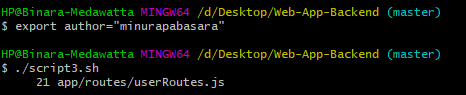 HP@Binara-Medawatta MINGW64 /d/Desktop/Web-App-Backend (master)
$ export author="minurapabasara"
HP@Binara-Medawatta MINGW64 /d/Desktop/Web-App-Backend (master)
$ ./script3.sh
21 app/routes/userRoutes.js